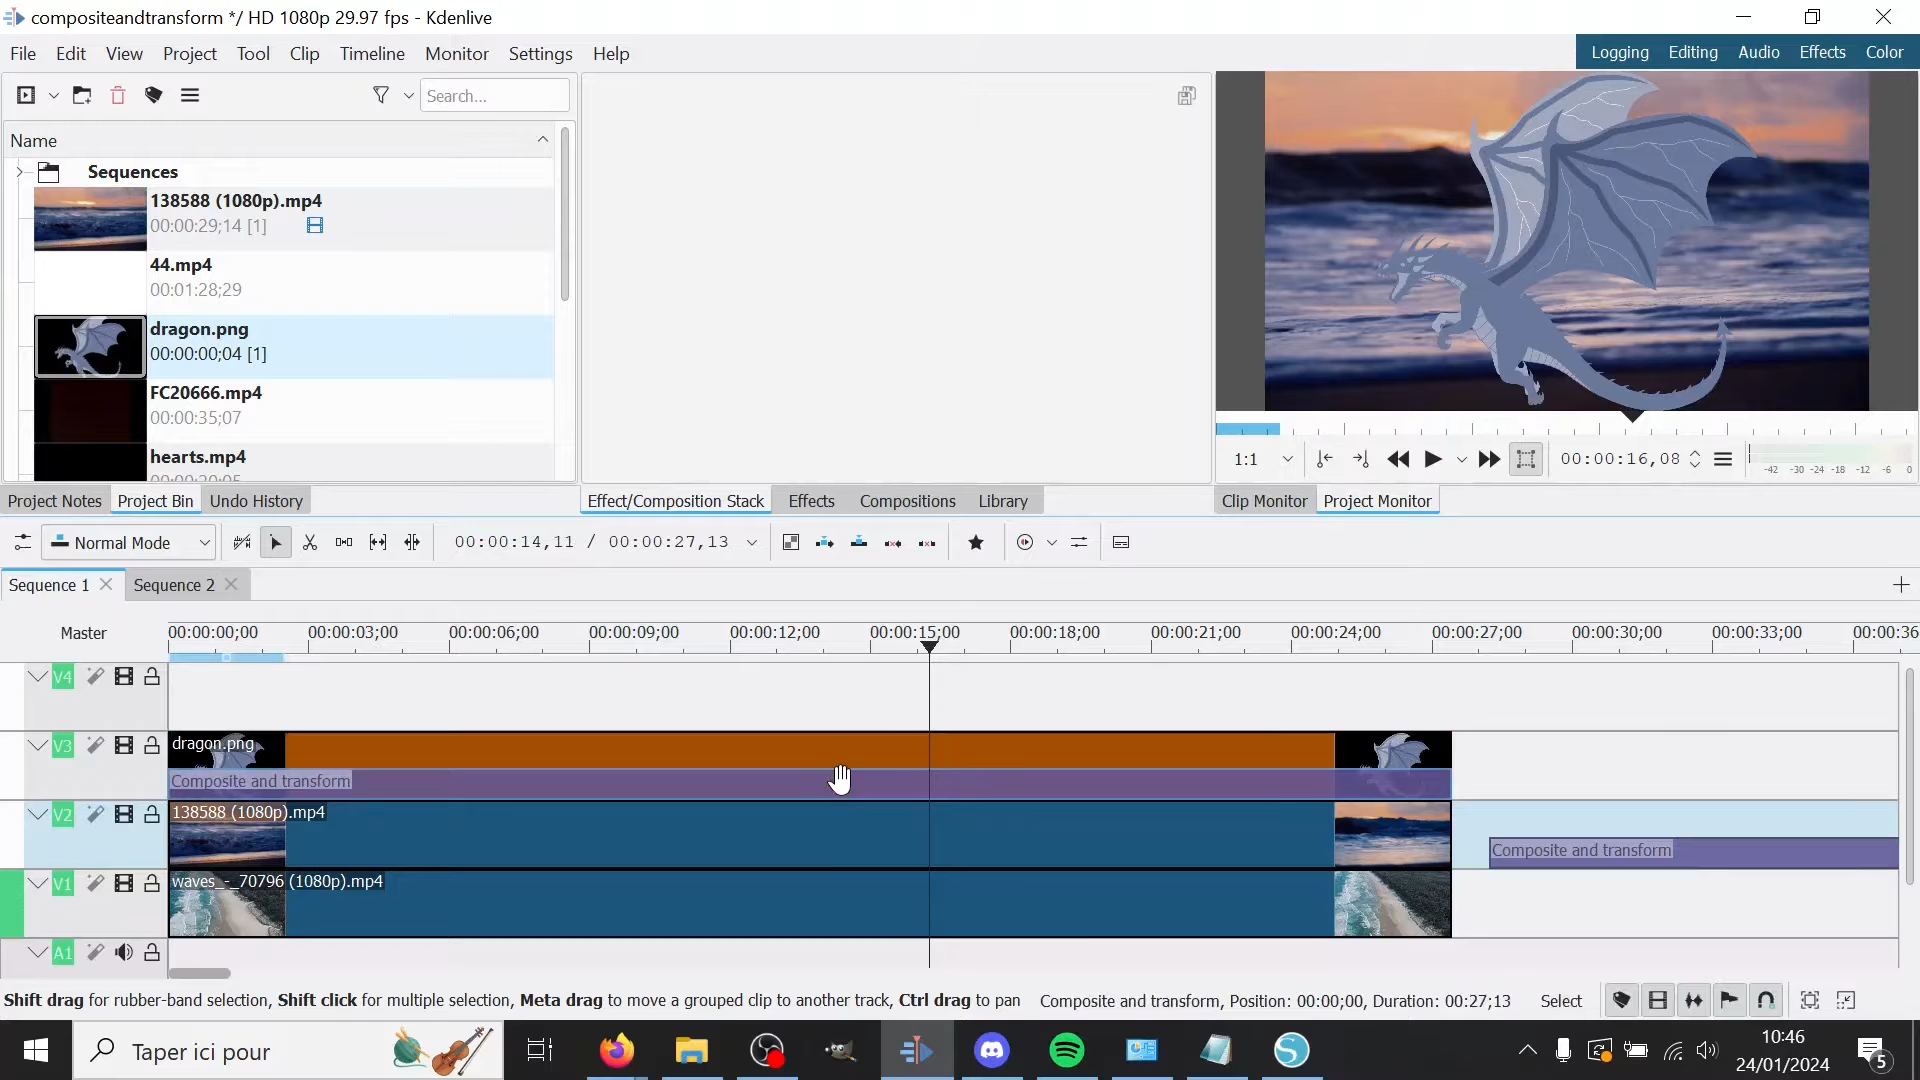 compositeandtransform */ HD 1080p 29.97 fps - Kdenlive
File Edit View Project Tool Clip Timeline Monitor Settings Help
Logging Editing Audio Effects Color
Search...
Name
Sequences
138588 (1080p).mp4
00:00:29;14 [1]
44.mp4
00:01:28;29
dragon.png
00:00:00;04 [1]
FC20666.mp4
00:00:35;07
hearts.mp4
1:1 00:00:16,08 -42 -30 -24 -18 -12 -6 0
Project Notes Project Bin Undo History Effect/Composition Stack Effects Compositions Library Clip Monitor Project Monitor
Normal Mode 00:00:14,11 / 00:00:27,13
Sequence 1 Sequence 2
Master 00:00:00;00 00:00:03;00 00:00:06;00 00:00:09;00 00:00:12;00 00:00:15;00 00:00:18;00 00:00:21;00 00:00:24;00 00:00:27;00 00:00:30;00 00:00:33;00 00:00:36
V4
V3 dragon.png
Composite and transform
V2 138588 (1080p).mp4
Composite and transform
V1 waves_-_70796 (1080p).mp4
A1
Shift drag for rubber-band selection, Shift click for multiple selection, Meta drag to move a grouped clip to another track, Ctrl drag to pan Composite and transform, Position: 00:00;00, Duration: 00:27;13 Select
Taper ici pour
10:46
24/01/2024
5